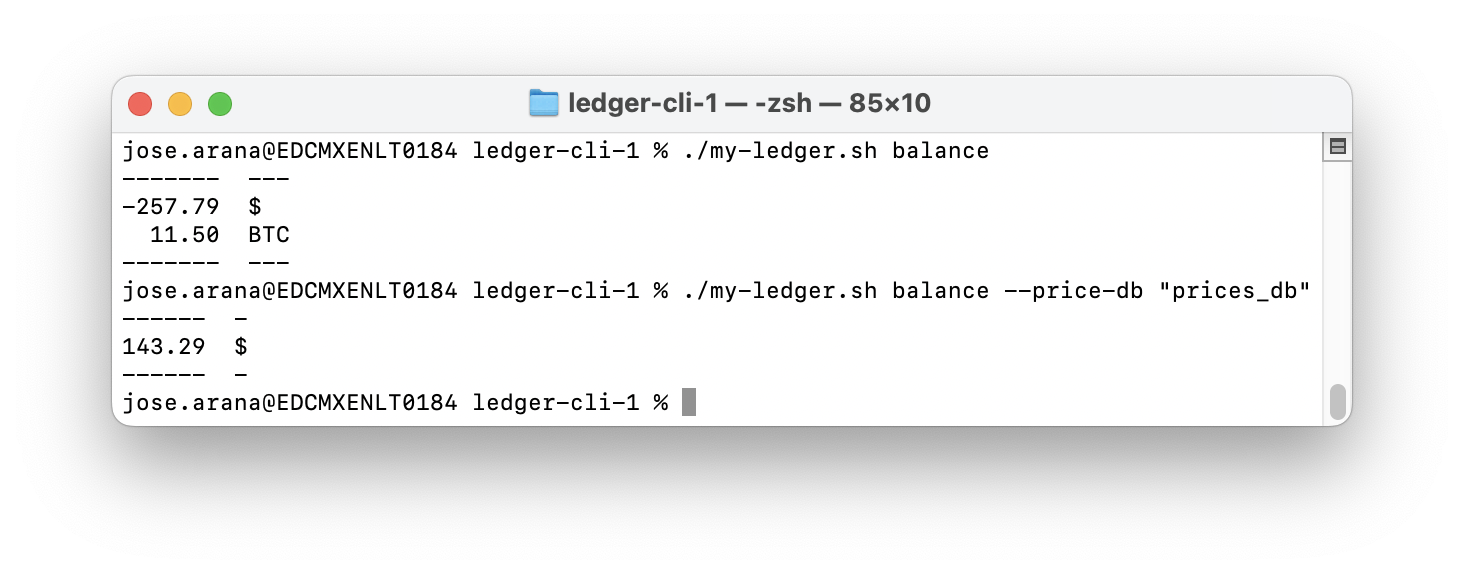 ledger-cli-1 — -zsh — 85×10
jose.arana@EDCMXENLT0184 ledger-cli-1 % ./my-ledger.sh balance
-------  ---
-257.79  $
  11.50  BTC
-------  ---
jose.arana@EDCMXENLT0184 ledger-cli-1 % ./my-ledger.sh balance --price-db "prices_db"
------  -
143.29  $
------  -
jose.arana@EDCMXENLT0184 ledger-cli-1 %